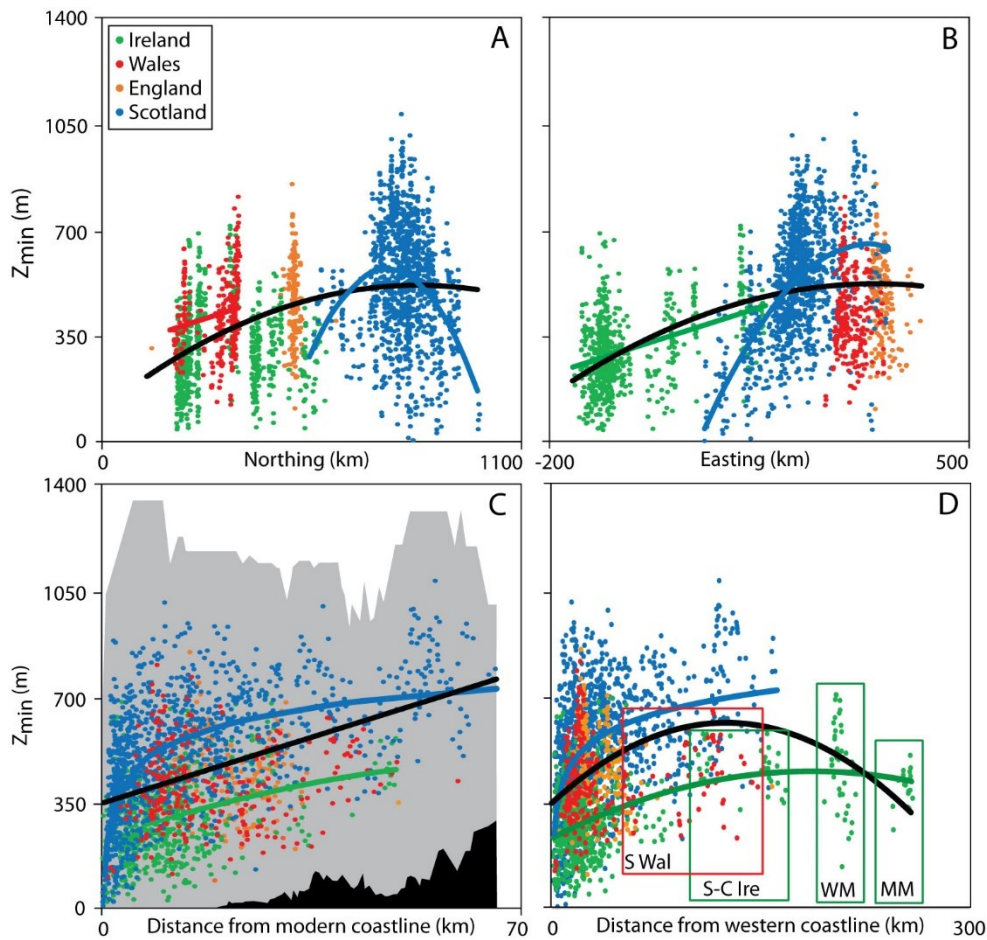 1400
1050
700
350
0
Zmin (m)
Ireland
Wales
England
Scotland
A
0
Northing (km)
1100
B
-200
Easting (km)
500
1400
1050
700
350
0
Zmin (m)
C
0
Distance from modern coastline (km)
70
D
S Wal
S-C Ire
WM
MM
0
Distance from western coastline (km)
300